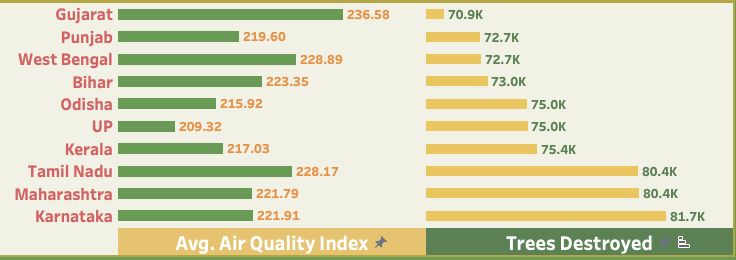 Gujarat 236.58 70.9K
Punjab 219.60 72.7K
West Bengal 228.89 72.7K
Bihar 223.35 73.0K
Odisha 215.92 75.0K
UP 209.32 75.0K
Kerala 217.03 75.4K
Tamil Nadu 228.17 80.4K
Maharashtra 221.79 80.4K
Karnataka 221.91 81.7K
Avg. Air Quality Index Trees Destroyed